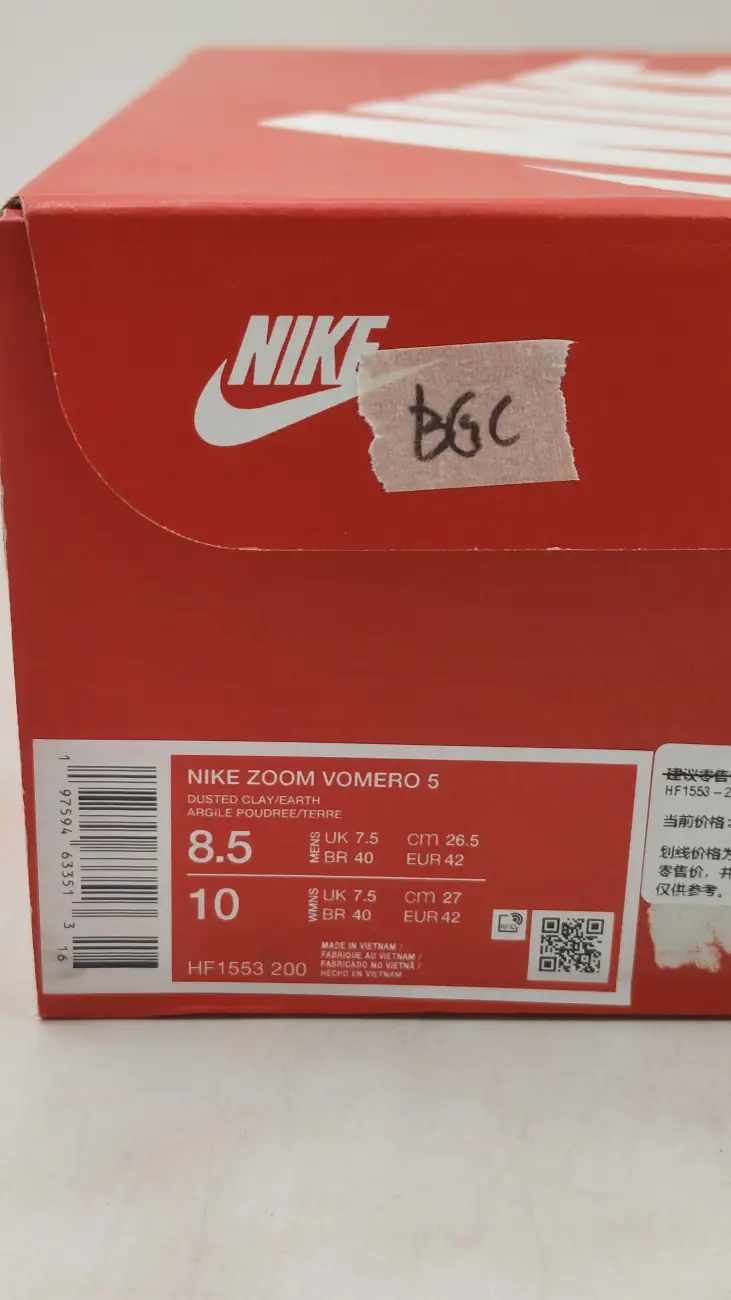 NIKE
BGC
1 97594 63351 3 16
NIKE ZOOM VOMERO 5
DUSTED CLAY/EARTH
ARGILE POUDREE/TERRE
8.5 MENS UK 7.5 cm 26.5
BR 40 EUR 42
10 WMNS UK 7.5 cm 27
BR 40 EUR 42
HF1553 200
MADE IN VIETNAM /
FABRIQUE AU VIETNAM /
FABRICADO NO VIETNÃ /
HECHO EN VIETNAM
RFID
建议零售
HF1553-2
当前价格:
划线价格为
零售价，并
仅供参考。